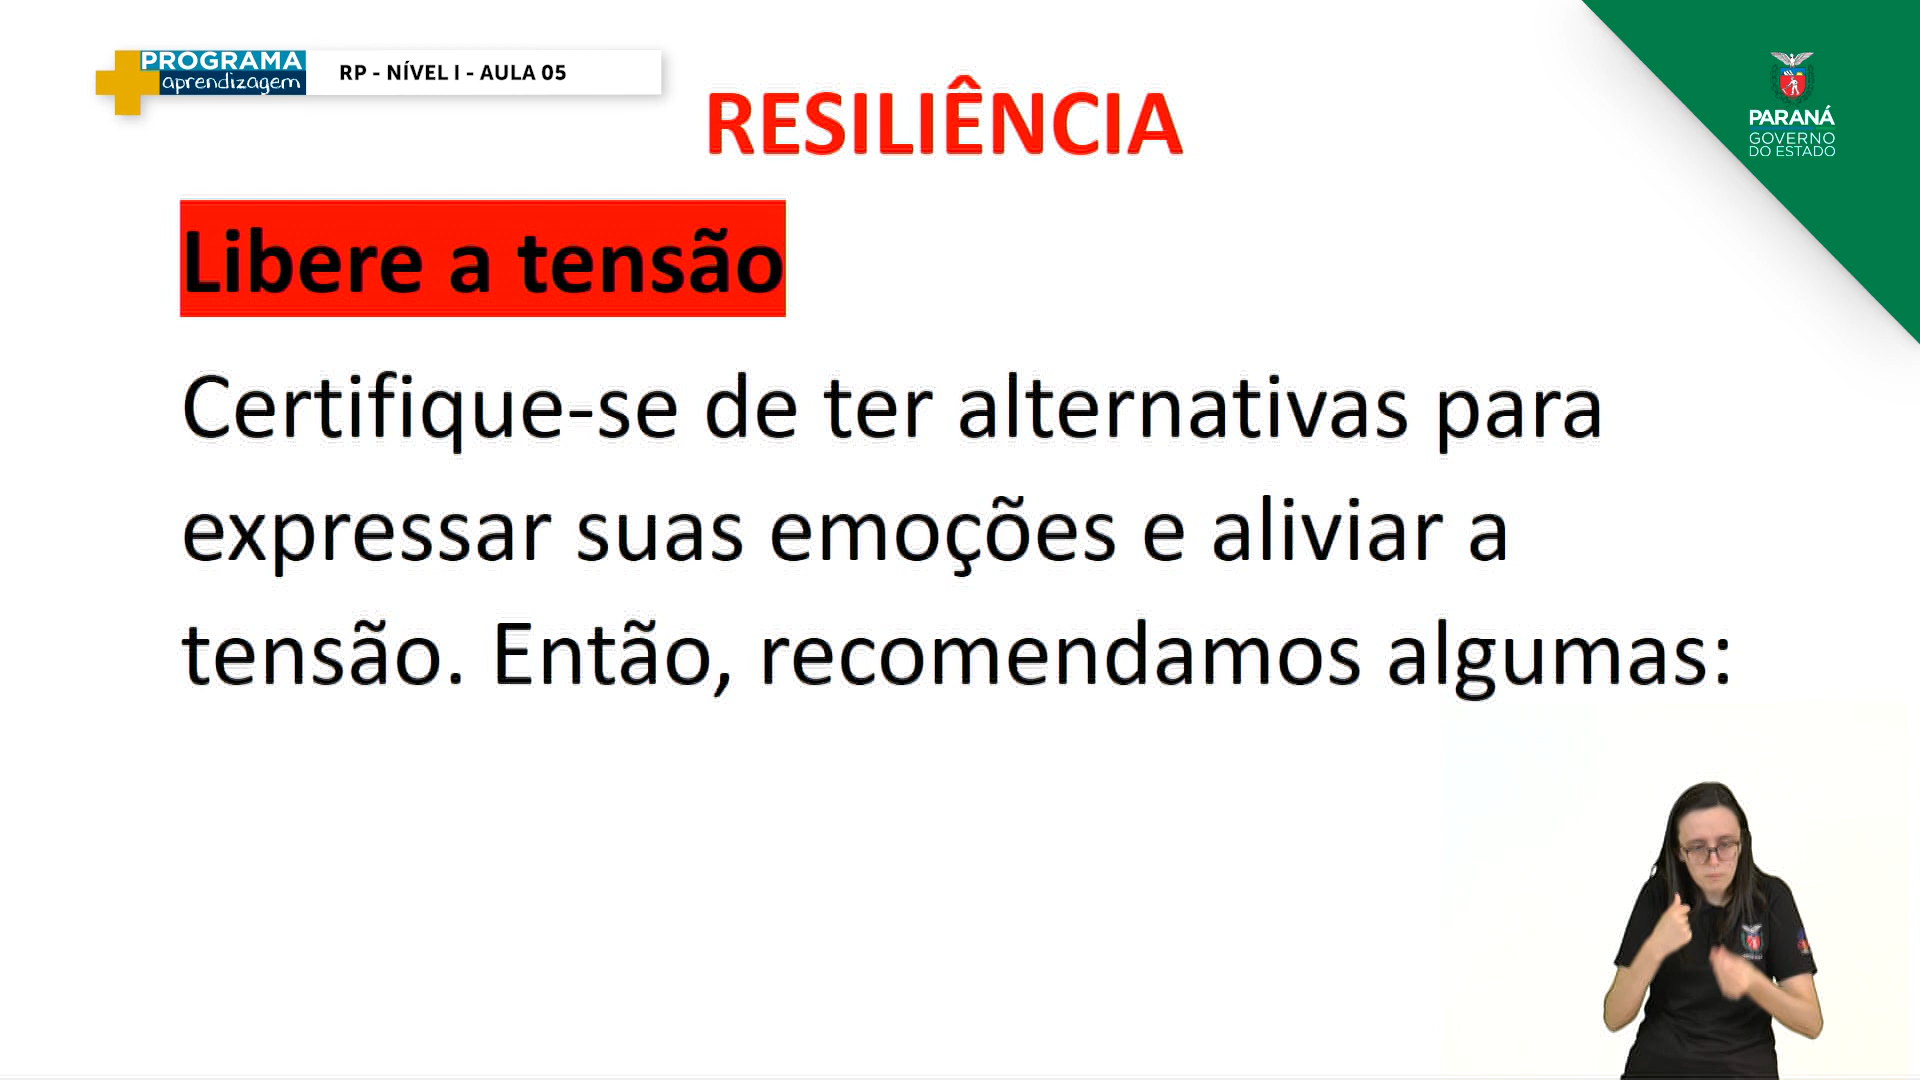 PROGRAMA
aprendizagem
RP - NÍVEL I - AULA 05
PARANÁ
GOVERNO
DO ESTADO
RESILIÊNCIA
Libere a tensão
Certifique-se de ter alternativas para
expressar suas emoções e aliviar a
tensão. Então, recomendamos algumas: